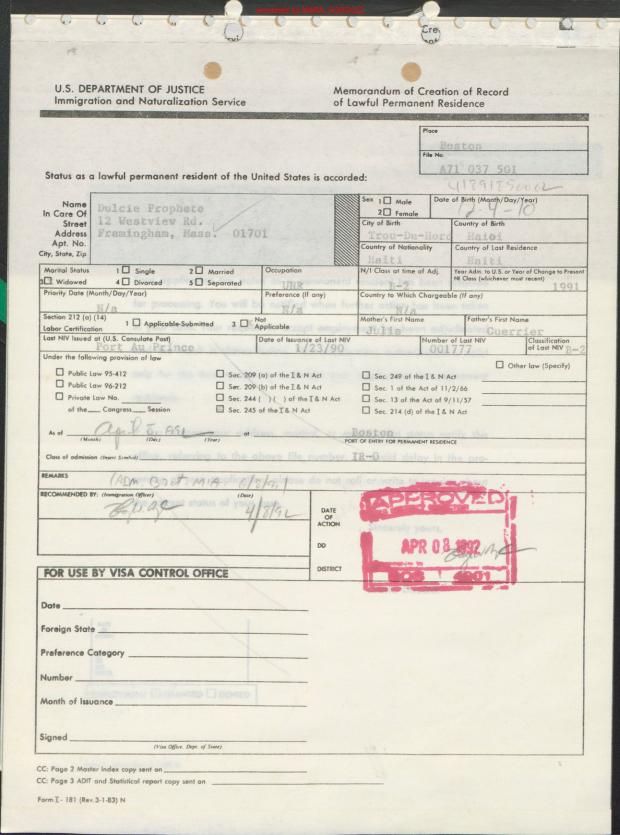 U.S. DEPARTMENT OF JUSTICE
Immigration and Naturalization Service
Memorandum of Creation of Record
of Lawful Permanent Residence
Place
Boston
File No.
A71 037 501
Status as a lawful permanent resident of the United States is accorded:
Name
In Care Of
Street
Address
Apt. No.
City, State, Zip
Dulcie Prophete
12 Westview Rd.
Framingham, Mass. 01701
Sex 1 Male
2 Female
Date of Birth (Month/Day/Year)
12-4-10
City of Birth
Trou-Du-Nord
Country of Birth
Haiti
Country of Nationality
Haiti
Country of Last Residence
Haiti
Marital Status 1 Single 2 Married
3 Widowed 4 Divorced 5 Separated
Occupation
UNR
N/I Class at time of Adj.
B-2
Year Adm. to U.S. or Year of Change to Present
NI Class (whichever most recent)
1991
Priority Date (Month/Day/Year)
N/a
Preference (If any)
N/a
Country to Which Chargeable (If any)
N/a
Section 212 (a) (14)
Labor Certification
1 Applicable-Submitted 3 Not Applicable
Mother's First Name
Julia
Father's First Name
Guerrier
Last NIV Issued at (U.S. Consulate Post)
Port Au Prince
Date of Issuance of Last NIV
1/23/90
Number of Last NIV
001777
Classification
of Last NIV B-2
Under the following provision of law
Public Law 95-412
Public Law 96-212
Private Law No.
of the Congress, Session
Sec. 209 (a) of the I & N Act
Sec. 209 (b) of the I & N Act
Sec. 244 ( )( ) of the I & N Act
Sec. 245 of the I & N Act
Sec. 249 of the I & N Act
Sec. 1 of the Act of 11/2/66
Sec. 13 of the Act of 9/11/57
Sec. 214 (d) of the I & N Act
Other law (Specify)
As of April 8, at Boston
(Month) (Day) (Year)
PORT OF ENTRY FOR PERMANENT RESIDENCE
Class of admission (Insert Symbol) IR-0
REMARKS
RECOMMENDED BY: (Immigration Officer) (Date)
4/8/92
DATE
OF
ACTION
DD
DISTRICT
APPROVED
APR 08 1992
BOS
FOR USE BY VISA CONTROL OFFICE
Date
Foreign State
Preference Category
Number
Month of Issuance
Signed
(Visa Office, Dept. of State)
CC: Page 2 Master Index copy sent on
CC: Page 3 ADIT and Statistical report copy sent on
Form I - 181 (Rev. 3-1-83) N